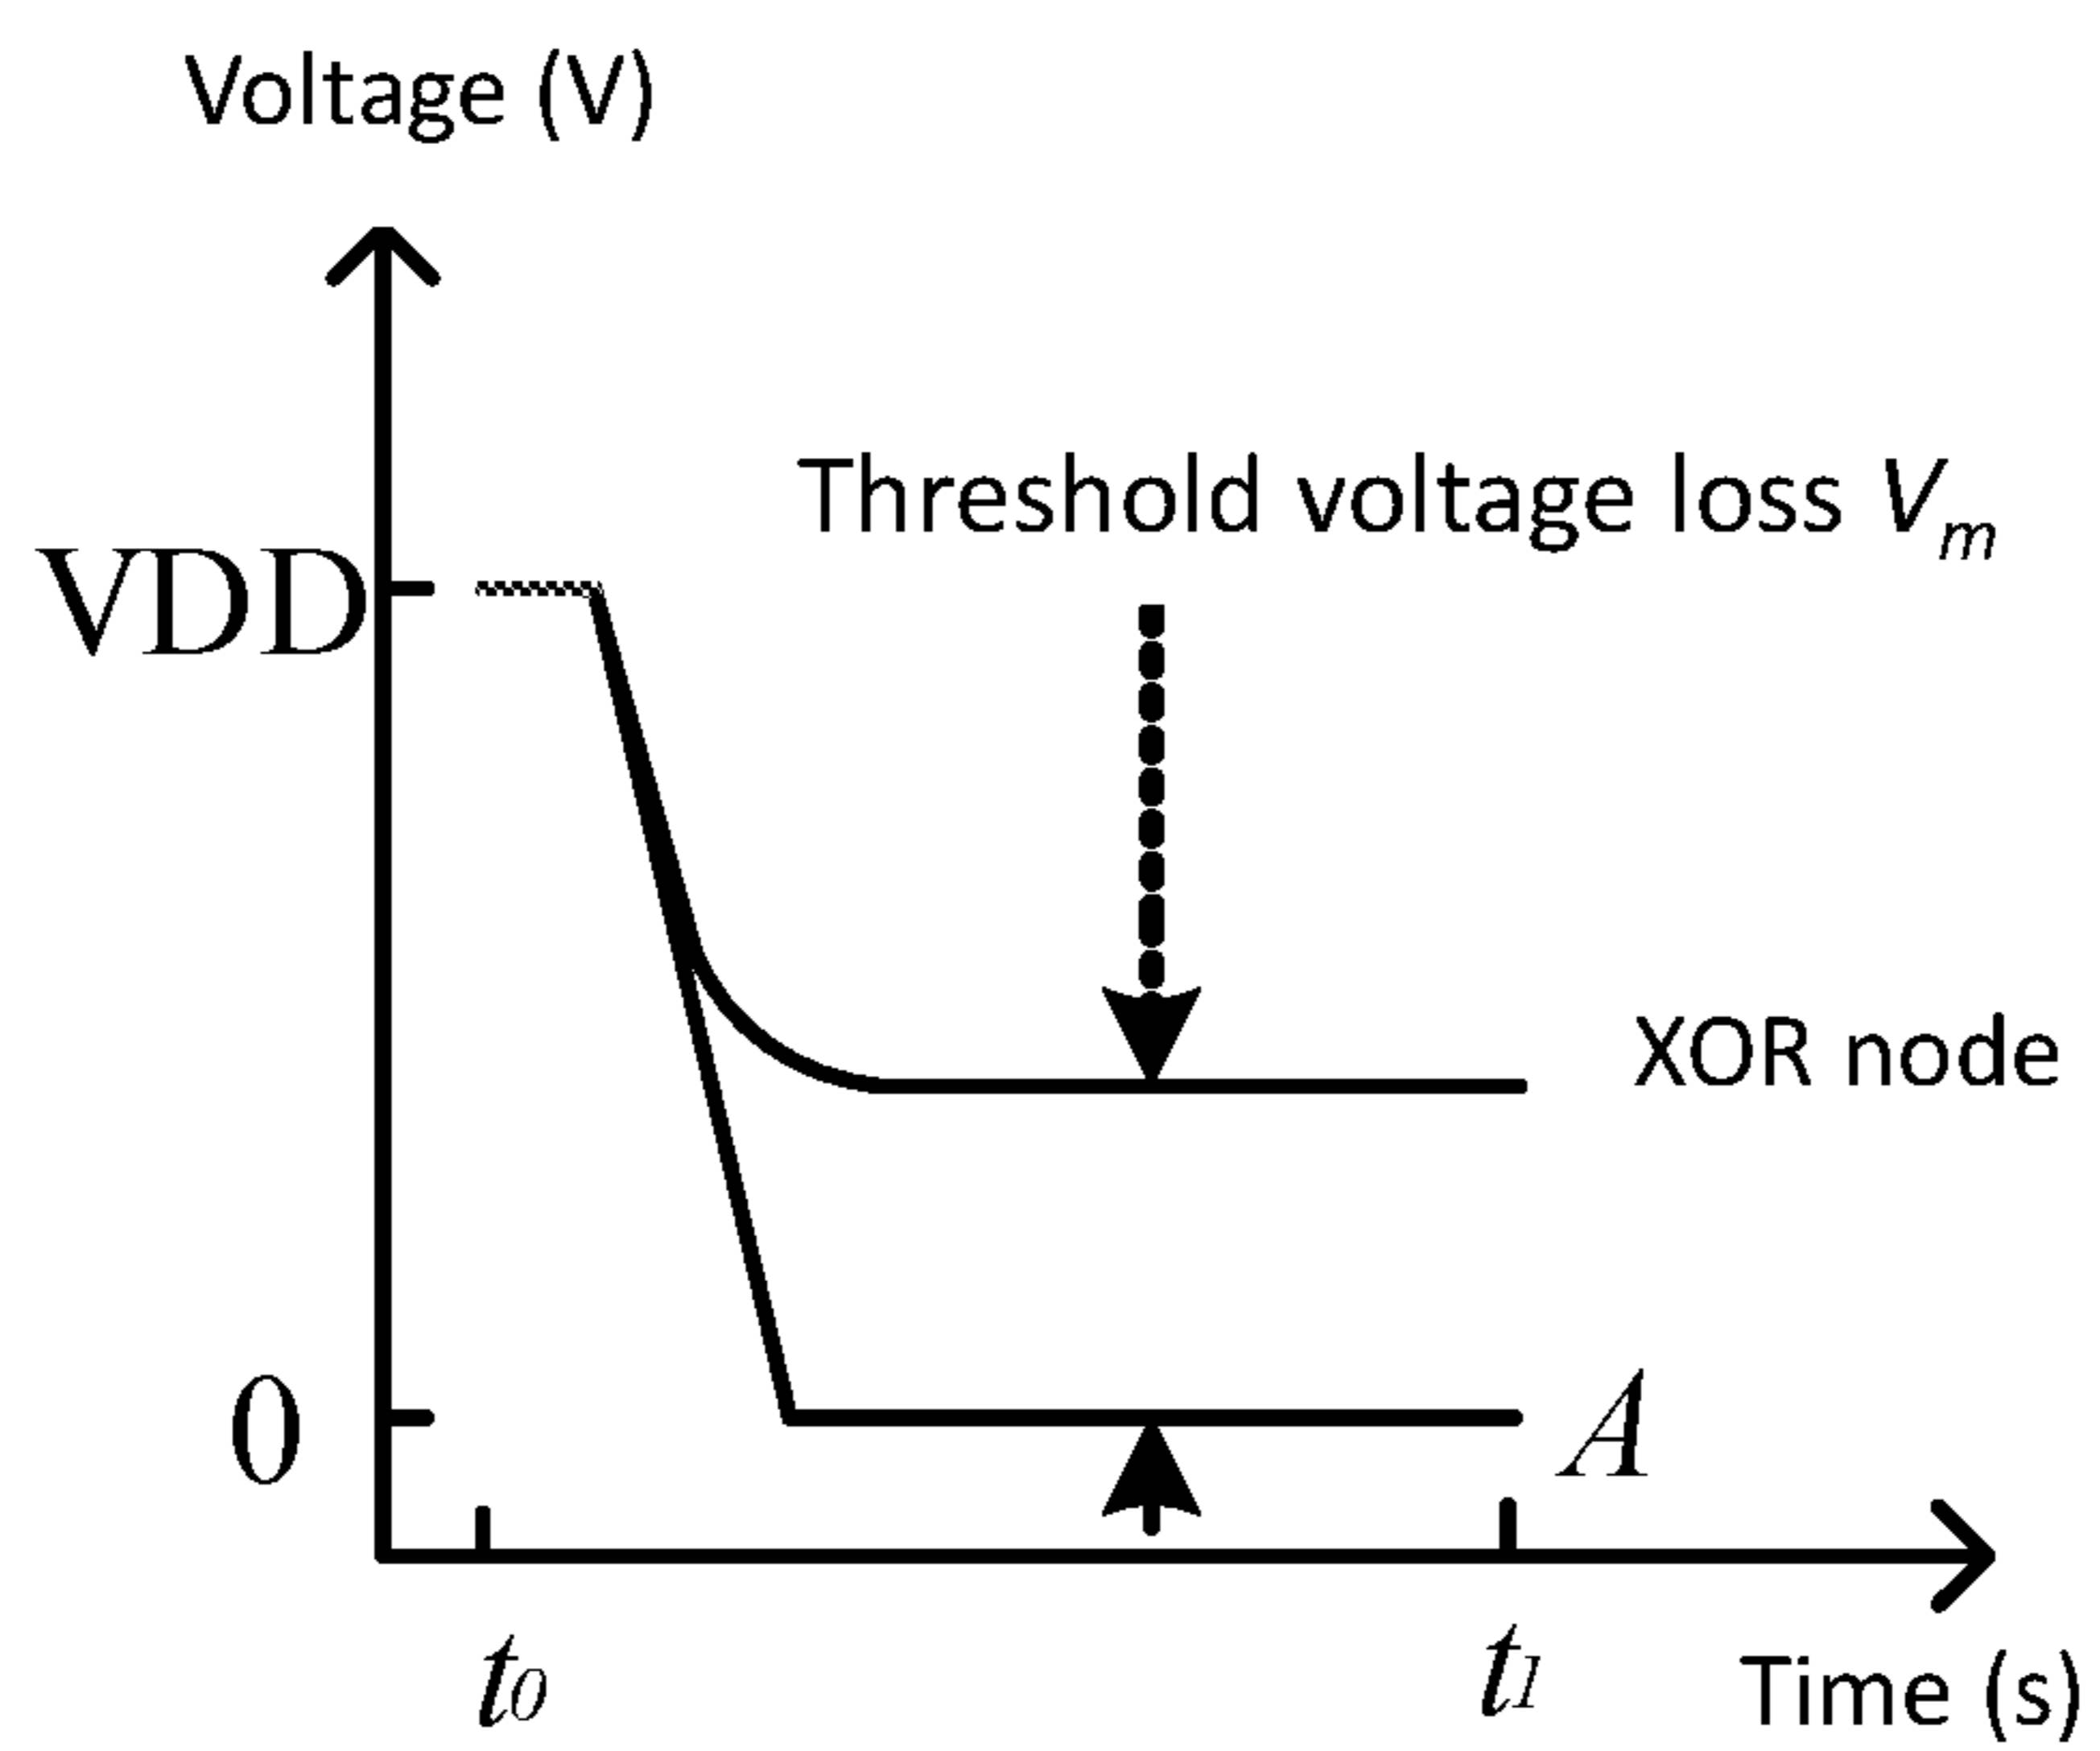 Voltage (V)
Threshold voltage loss Vm
VDD
XOR node
0
A
t0
t1
Time (s)